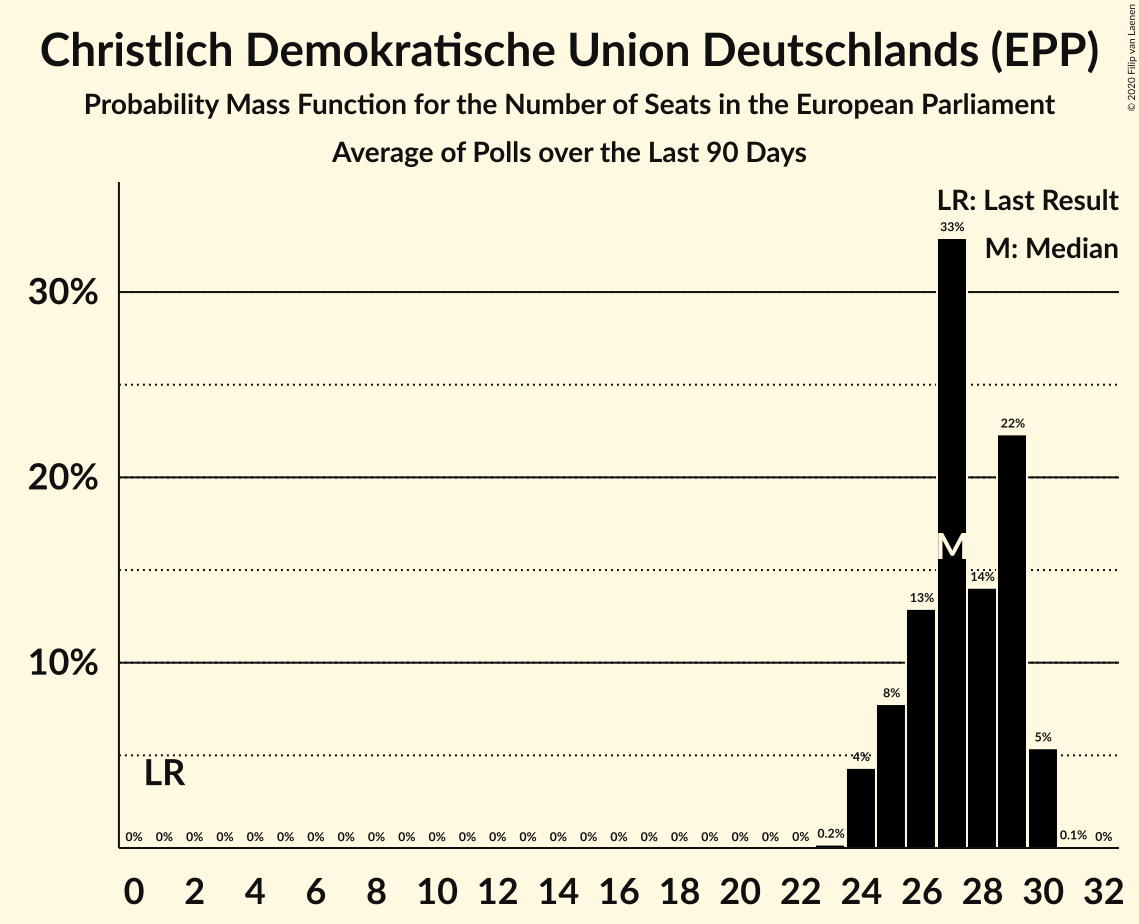 Christlich Demokratische Union Deutschlands (EPP)
Probability Mass Function for the Number of Seats in the European Parliament
Average of Polls over the Last 90 Days
© 2020 Filip van Laenen
LR: Last Result
M: Median
30%
20%
10%
33%
22%
M
14%
13%
8%
4%
5%
LR
0% 0% 0% 0% 0% 0% 0% 0% 0% 0% 0% 0% 0% 0% 0% 0% 0% 0% 0% 0% 0% 0% 0% 0.2% 0.1% 0%
0 2 4 6 8 10 12 14 16 18 20 22 24 26 28 30 32